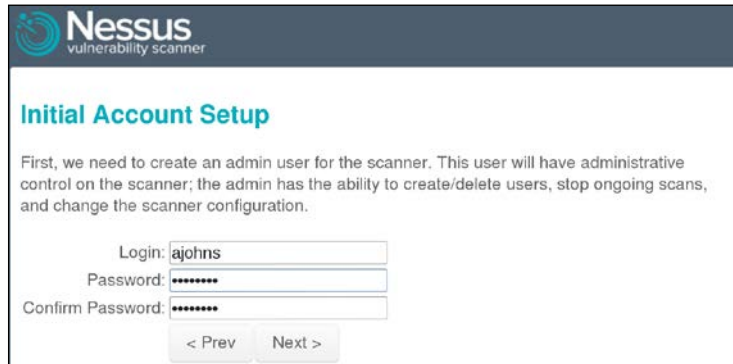 Nessus
vulnerability scanner
Initial Account Setup
First, we need to create an admin user for the scanner. This user will have administrative
control on the scanner; the admin has the ability to create/delete users, stop ongoing scans,
and change the scanner configuration.
Login: ajohns
Password: ••••••••
Confirm Password: ••••••••
< Prev Next >